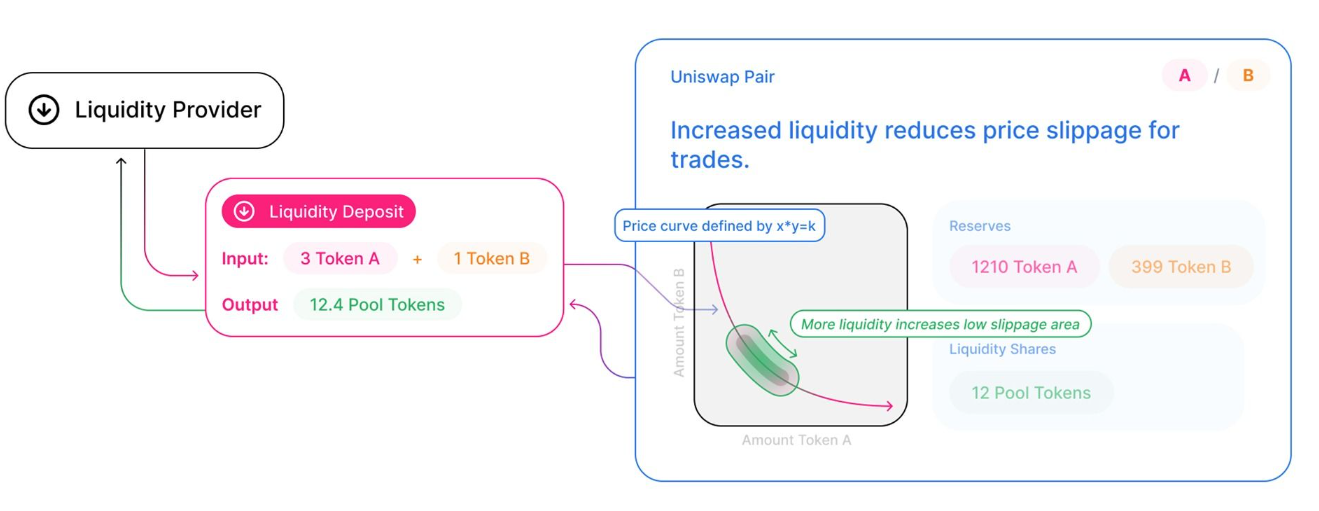 Liquidity Provider
Liquidity Deposit
Input: 3 Token A + 1 Token B
Output 12.4 Pool Tokens
Uniswap Pair
A / B
Increased liquidity reduces price slippage for
trades.
Price curve defined by x*y=k
Amount Token B
More liquidity increases low slippage area
Amount Token A
Reserves
1210 Token A 399 Token B
Liquidity Shares
12 Pool Tokens